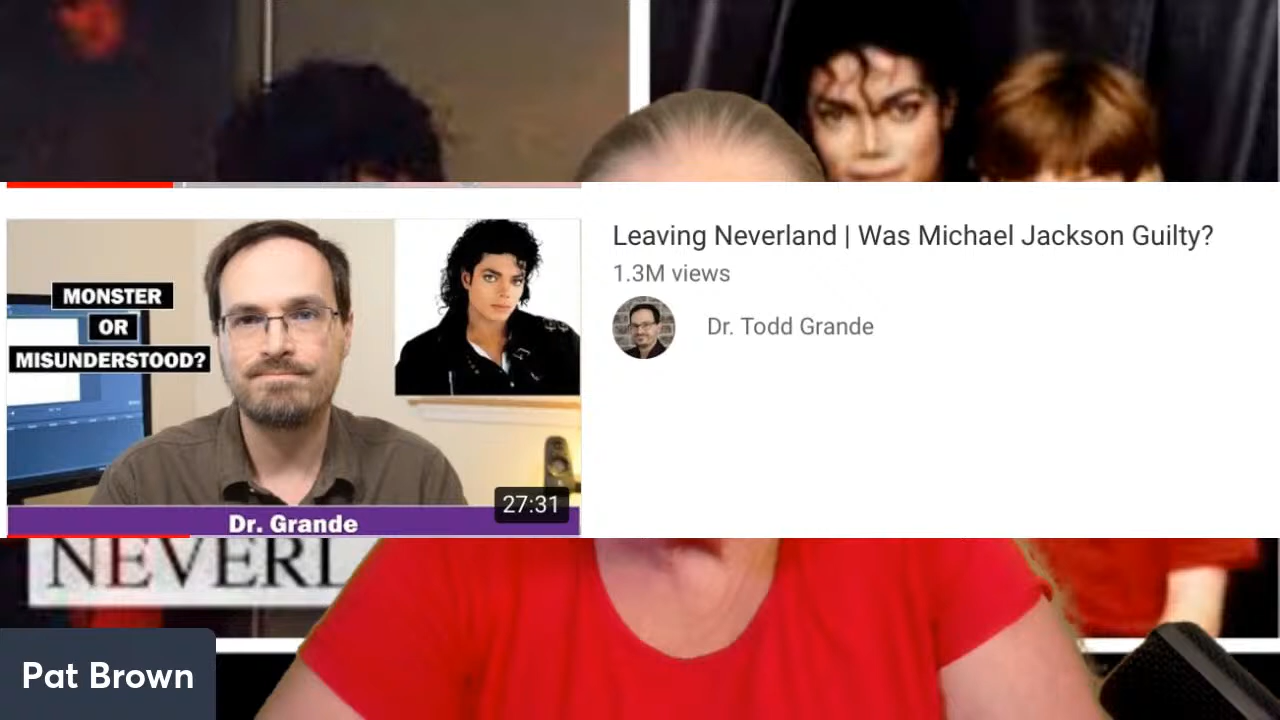 Leaving Neverland | Was Michael Jackson Guilty?
1.3M views
Dr. Todd Grande
MONSTER
OR
MISUNDERSTOOD?
27:31
Dr. Grande
NEVERL
Pat Brown